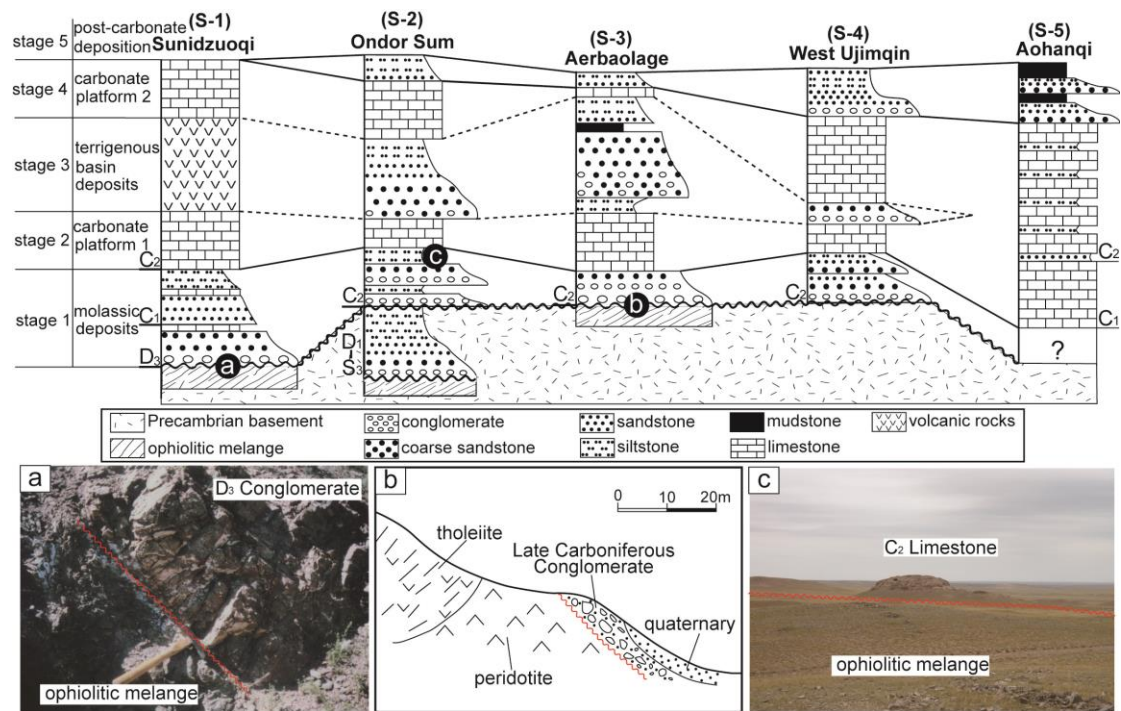 (S-1)
Sunidzuoqi
(S-2)
Ondor Sum
(S-3)
Aerbaolage
(S-4)
West Ujimqin
(S-5)
Aohanqi
stage 5
post-carbonate
deposition
stage 4
carbonate
platform 2
stage 3
terrigenous
basin
deposits
stage 2
carbonate
platform 1
stage 1
molassic
deposits
C2
C1
D3
a
c
C2
D1
S3
C2
b
C2
C2
C1
?
Precambrian basement
ophiolitic melange
conglomerate
coarse sandstone
sandstone
siltstone
mudstone
limestone
volcanic rocks
a
D3 Conglomerate
ophiolitic melange
b
0 10 20m
tholeiite
Late Carboniferous
Conglomerate
quaternary
peridotite
c
C2 Limestone
ophiolitic melange